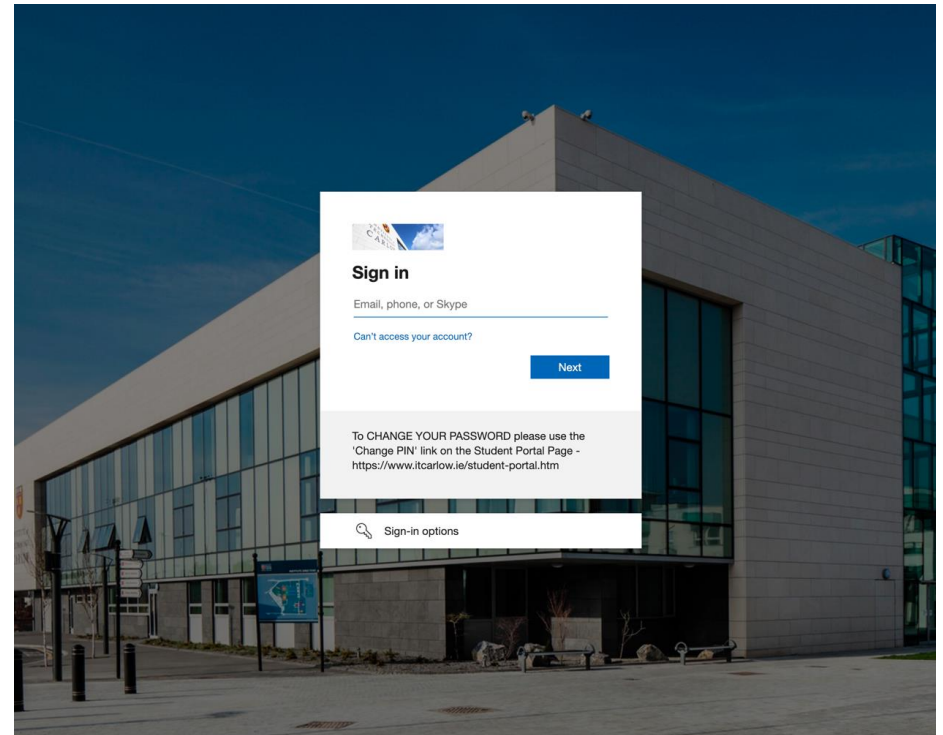 CARLOW
Sign in
Email, phone, or Skype
Can't access your account?
Next
To CHANGE YOUR PASSWORD please use the
'Change PIN' link on the Student Portal Page -
https://www.itcarlow.ie/student-portal.htm
Sign-in options